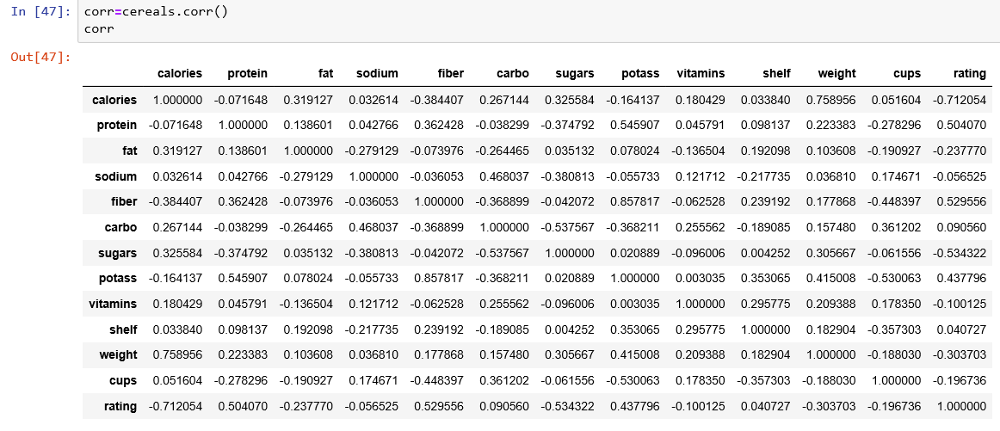 In [47]: corr=cereals.corr()
corr
Out[47]:
calories protein fat sodium fiber carbo sugars potass vitamins shelf weight cups rating
calories 1.000000 -0.071648 0.319127 0.032614 -0.384407 0.267144 0.325584 -0.164137 0.180429 0.033840 0.758956 0.051604 -0.712054
protein -0.071648 1.000000 0.138601 0.042766 0.362428 -0.038299 -0.374792 0.545907 0.045791 0.098137 0.223383 -0.278296 0.504070
fat 0.319127 0.138601 1.000000 -0.279129 -0.073976 -0.264465 0.035132 0.078024 -0.136504 0.192098 0.103608 -0.190927 -0.237770
sodium 0.032614 0.042766 -0.279129 1.000000 -0.036053 0.468037 -0.380813 -0.055733 0.121712 -0.217735 0.036810 0.174671 -0.056525
fiber -0.384407 0.362428 -0.073976 -0.036053 1.000000 -0.368899 -0.042072 0.857817 -0.062528 0.239192 0.177868 -0.448397 0.529556
carbo 0.267144 -0.038299 -0.264465 0.468037 -0.368899 1.000000 -0.537567 -0.368211 0.255562 -0.189085 0.157480 0.361202 0.090560
sugars 0.325584 -0.374792 0.035132 -0.380813 -0.042072 -0.537567 1.000000 0.020889 -0.096006 0.004252 0.305667 -0.061556 -0.534322
potass -0.164137 0.545907 0.078024 -0.055733 0.857817 -0.368211 0.020889 1.000000 0.003035 0.353065 0.415008 -0.530063 0.437796
vitamins 0.180429 0.045791 -0.136504 0.121712 -0.062528 0.255562 -0.096006 0.003035 1.000000 0.295775 0.209388 0.178350 -0.100125
shelf 0.033840 0.098137 0.192098 -0.217735 0.239192 -0.189085 0.004252 0.353065 0.295775 1.000000 0.182904 -0.357303 0.040727
weight 0.758956 0.223383 0.103608 0.036810 0.177868 0.157480 0.305667 0.415008 0.209388 0.182904 1.000000 -0.188030 -0.303703
cups 0.051604 -0.278296 -0.190927 0.174671 -0.448397 0.361202 -0.061556 -0.530063 0.178350 -0.357303 -0.188030 1.000000 -0.196736
rating -0.712054 0.504070 -0.237770 -0.056525 0.529556 0.090560 -0.534322 0.437796 -0.100125 0.040727 -0.303703 -0.196736 1.000000